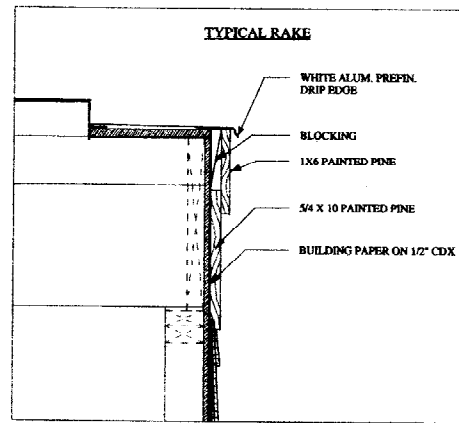 TYPICAL RAKE
WHITE ALUM. PREFIN.
DRIP EDGE
BLOCKING
1X6 PAINTED PINE
5/4 X 10 PAINTED PINE
BUILDING PAPER ON 1/2" CDX